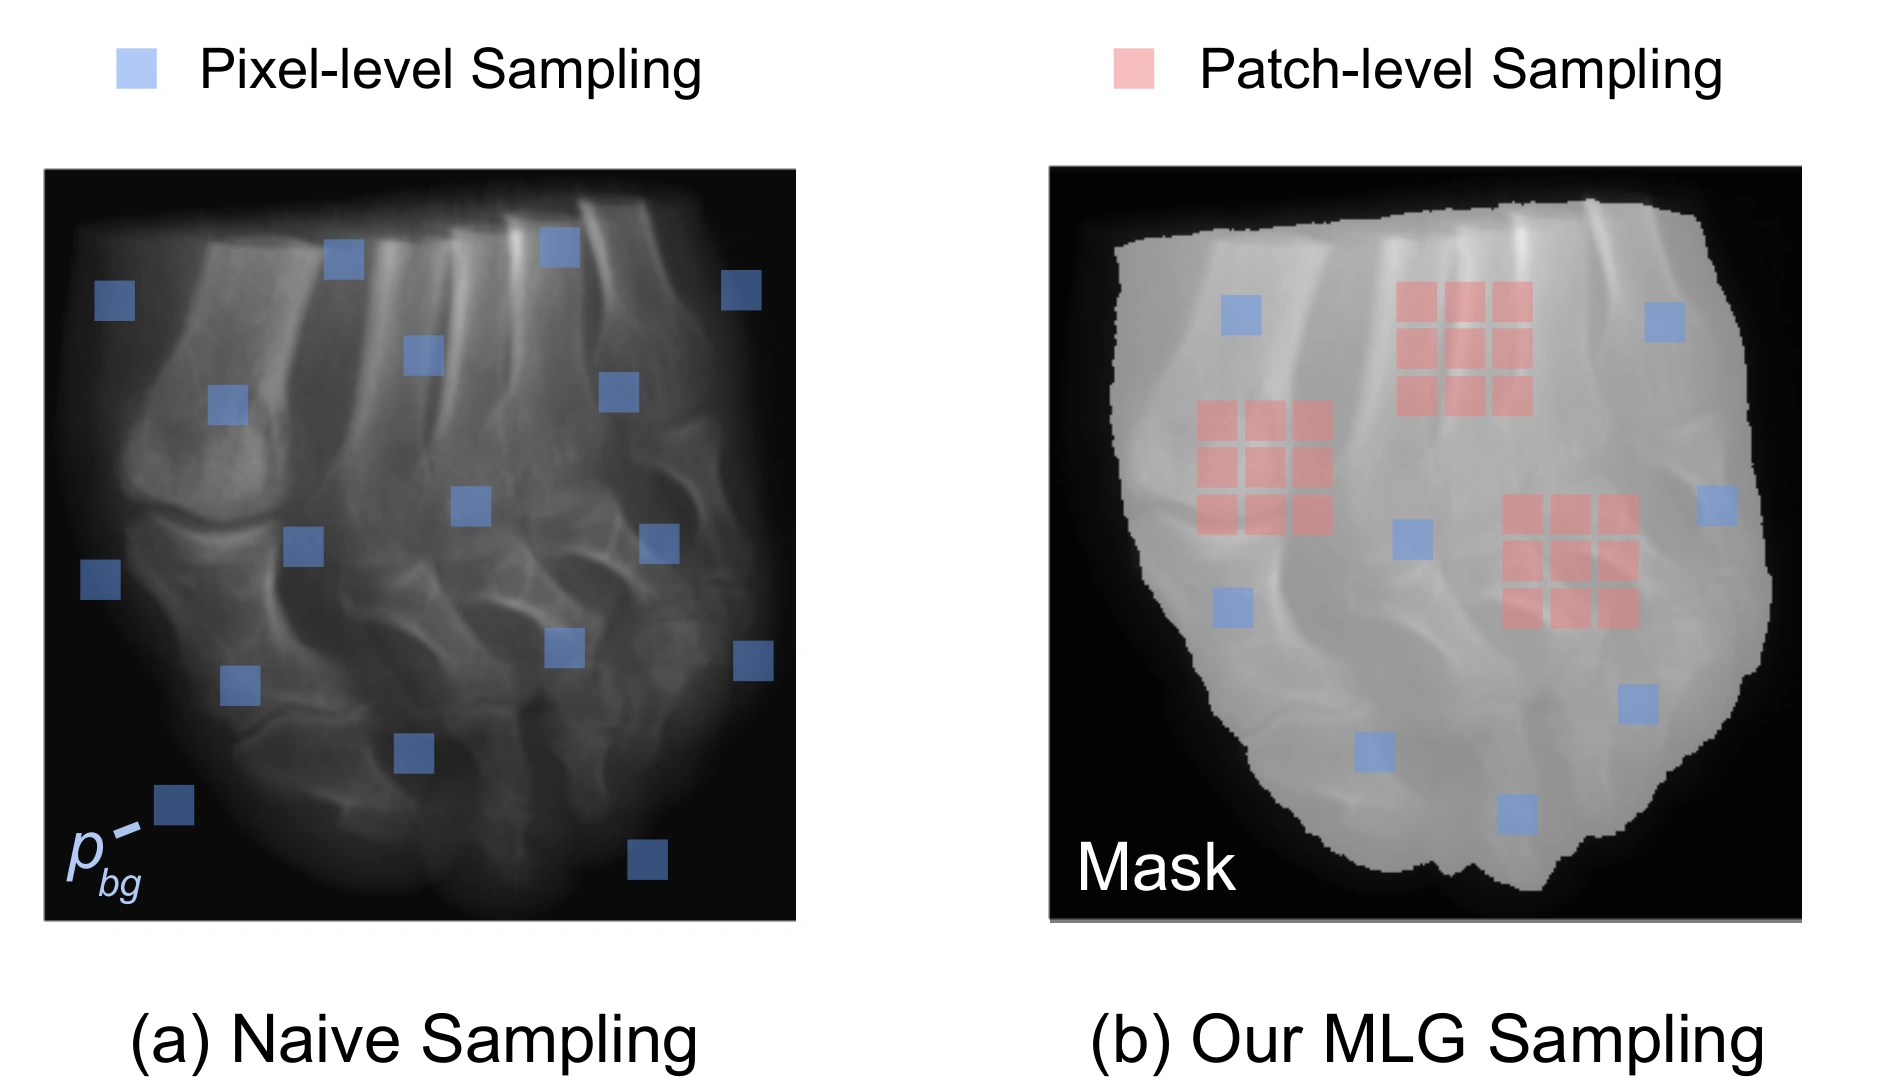 Pixel-level Sampling
Patch-level Sampling
p_bg
Mask
(a) Naive Sampling
(b) Our MLG Sampling